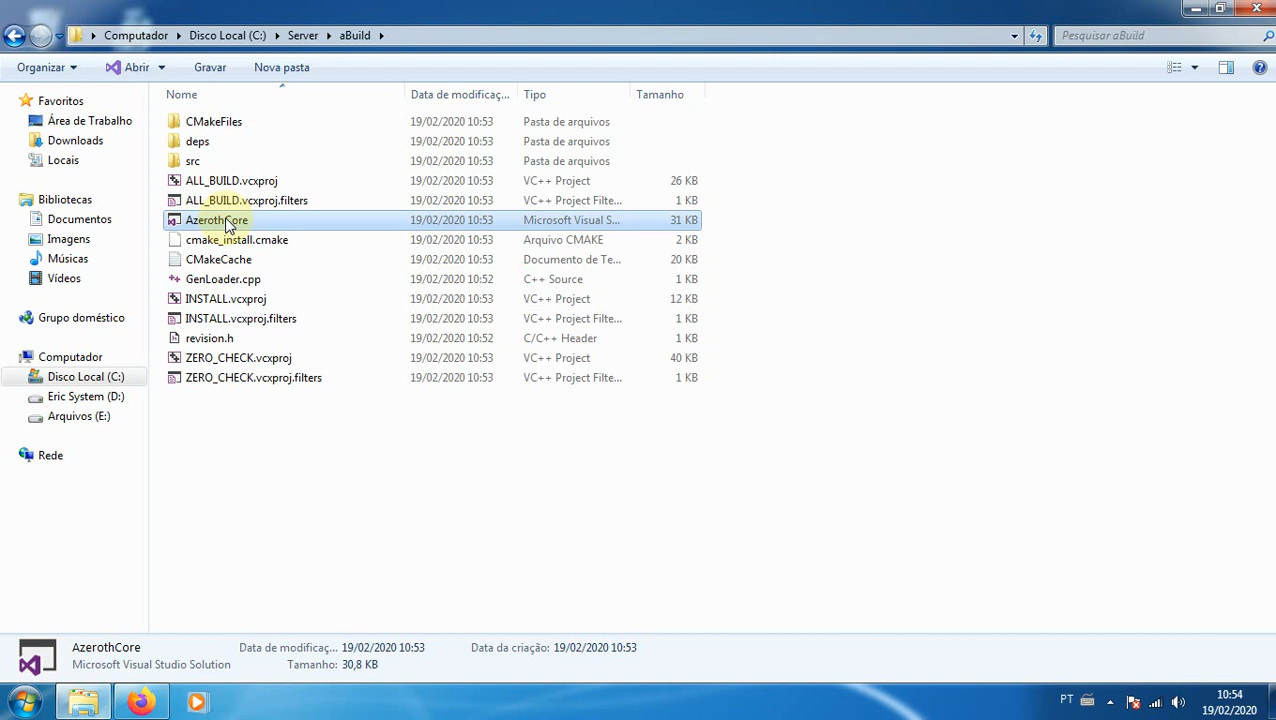 Computador Disco Local (C:) Server aBuild Pesquisar aBuild
Organizar Abrir Gravar Nova pasta
Nome Data de modificaç... Tipo Tamanho
Favoritos
Área de Trabalho
Downloads
Locais
Bibliotecas
Documentos
Imagens
Músicas
Vídeos
Grupo doméstico
Computador
Disco Local (C:)
Eric System (D:)
Arquivos (E:)
Rede
CMakeFiles 19/02/2020 10:53 Pasta de arquivos
deps 19/02/2020 10:53 Pasta de arquivos
src 19/02/2020 10:53 Pasta de arquivos
ALL_BUILD.vcxproj 19/02/2020 10:53 VC++ Project 26 KB
ALL_BUILD.vcxproj.filters 19/02/2020 10:53 VC++ Project Filte... 1 KB
AzerothCore 19/02/2020 10:53 Microsoft Visual S... 31 KB
cmake_install.cmake 19/02/2020 10:53 Arquivo CMAKE 2 KB
CMakeCache 19/02/2020 10:53 Documento de Te... 20 KB
GenLoader.cpp 19/02/2020 10:52 C++ Source 1 KB
INSTALL.vcxproj 19/02/2020 10:53 VC++ Project 12 KB
INSTALL.vcxproj.filters 19/02/2020 10:53 VC++ Project Filte... 1 KB
revision.h 19/02/2020 10:52 C/C++ Header 1 KB
ZERO_CHECK.vcxproj 19/02/2020 10:53 VC++ Project 40 KB
ZERO_CHECK.vcxproj.filters 19/02/2020 10:53 VC++ Project Filte... 1 KB
AzerothCore Data de modificaç... 19/02/2020 10:53 Data da criação: 19/02/2020 10:53
Microsoft Visual Studio Solution Tamanho: 30,8 KB
PT 10:54
19/02/2020